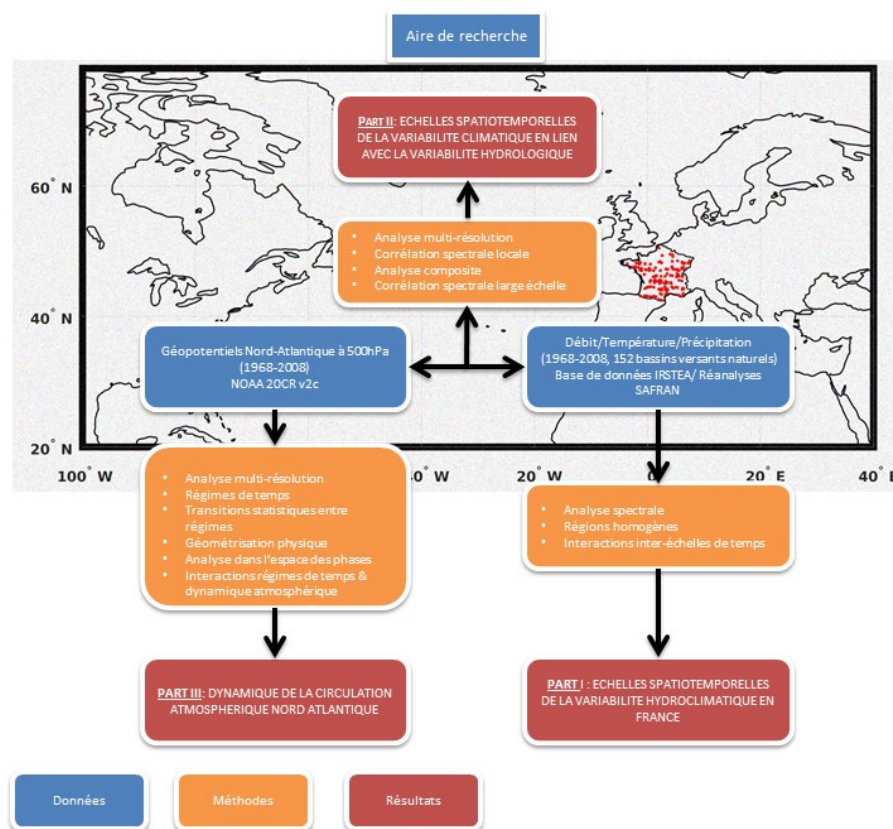 Aire de recherche
PART II: ECHELLES SPATIOTEMPORELLES
DE LA VARIABILITE CLIMATIQUE EN LIEN
AVEC LA VARIABILITE HYDROLOGIQUE
60° N
• Analyse multi-résolution
• Corrélation spectrale locale
• Analyse composite
• Corrélation spectrale large échelle
40° N
Géopotentiels Nord-Atlantique à 500hPa
(1968-2008)
NOAA 20CR v2c
Débit/Température/Précipitation
(1968-2008, 152 bassins versants naturels)
Base de données IRSTEA/ Réanalyses
SAFRAN
20° N
100° W
40° W
20° W
0°
20° E
40° E
• Analyse multi-résolution
• Régimes de temps
• Transitions statistiques entre
régimes
• Géométrisation physique
• Analyse dans l'espace des phases
• Interactions régimes de temps &
dynamique atmosphérique
• Analyse spectrale
• Régions homogènes
• Interactions inter-échelles de temps
PART III: DYNAMIQUE DE LA CIRCULATION
ATMOSPHERIQUE NORD ATLANTIQUE
PART I : ECHELLES SPATIOTEMPORELLES
DE LA VARIABILITE HYDROCLIMATIQUE EN
FRANCE
Données
Méthodes
Résultats